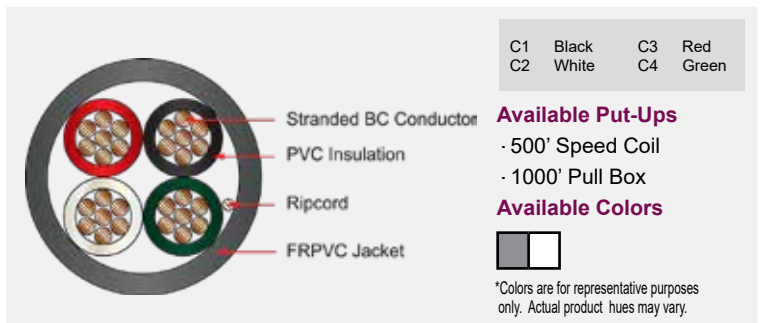 C1 Black C3 Red
C2 White C4 Green
Stranded BC Conductor
PVC Insulation
Ripcord
FRPVC Jacket
Available Put-Ups
· 500’ Speed Coil
· 1000’ Pull Box
Available Colors
*Colors are for representative purposes
only. Actual product hues may vary.